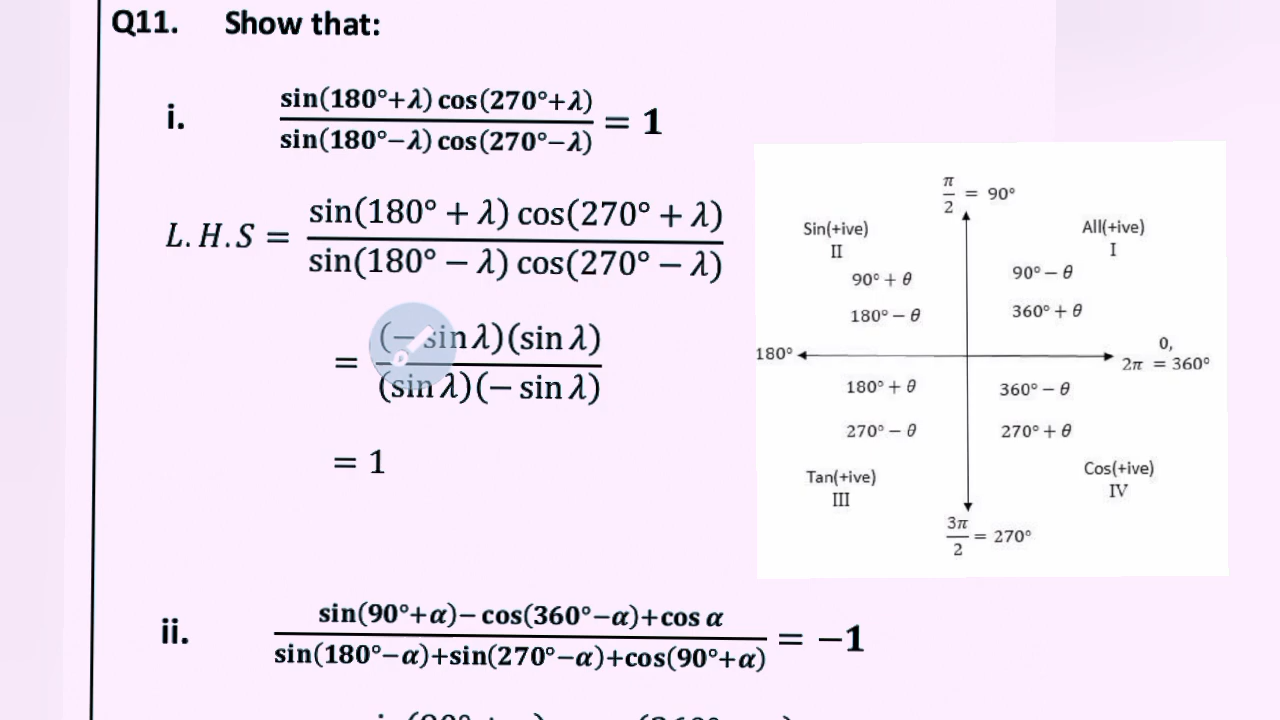 Q11. Show that:
i. sin(180°+λ) cos(270°+λ) / sin(180°−λ) cos(270°−λ) = 1
L.H.S = sin(180° + λ) cos(270° + λ) / sin(180° − λ) cos(270° − λ)
= (− sin λ)(sin λ) / (sin λ)(− sin λ)
= 1
π/2 = 90°
Sin(+ive)
II
All(+ive)
I
90° + θ
90° − θ
180° − θ
360° + θ
180°
0,
2π = 360°
180° + θ
360° − θ
270° − θ
270° + θ
Tan(+ive)
III
Cos(+ive)
IV
3π/2 = 270°
ii. sin(90°+α)− cos(360°−α)+cos α / sin(180°−α)+sin(270°−α)+cos(90°+α) = −1